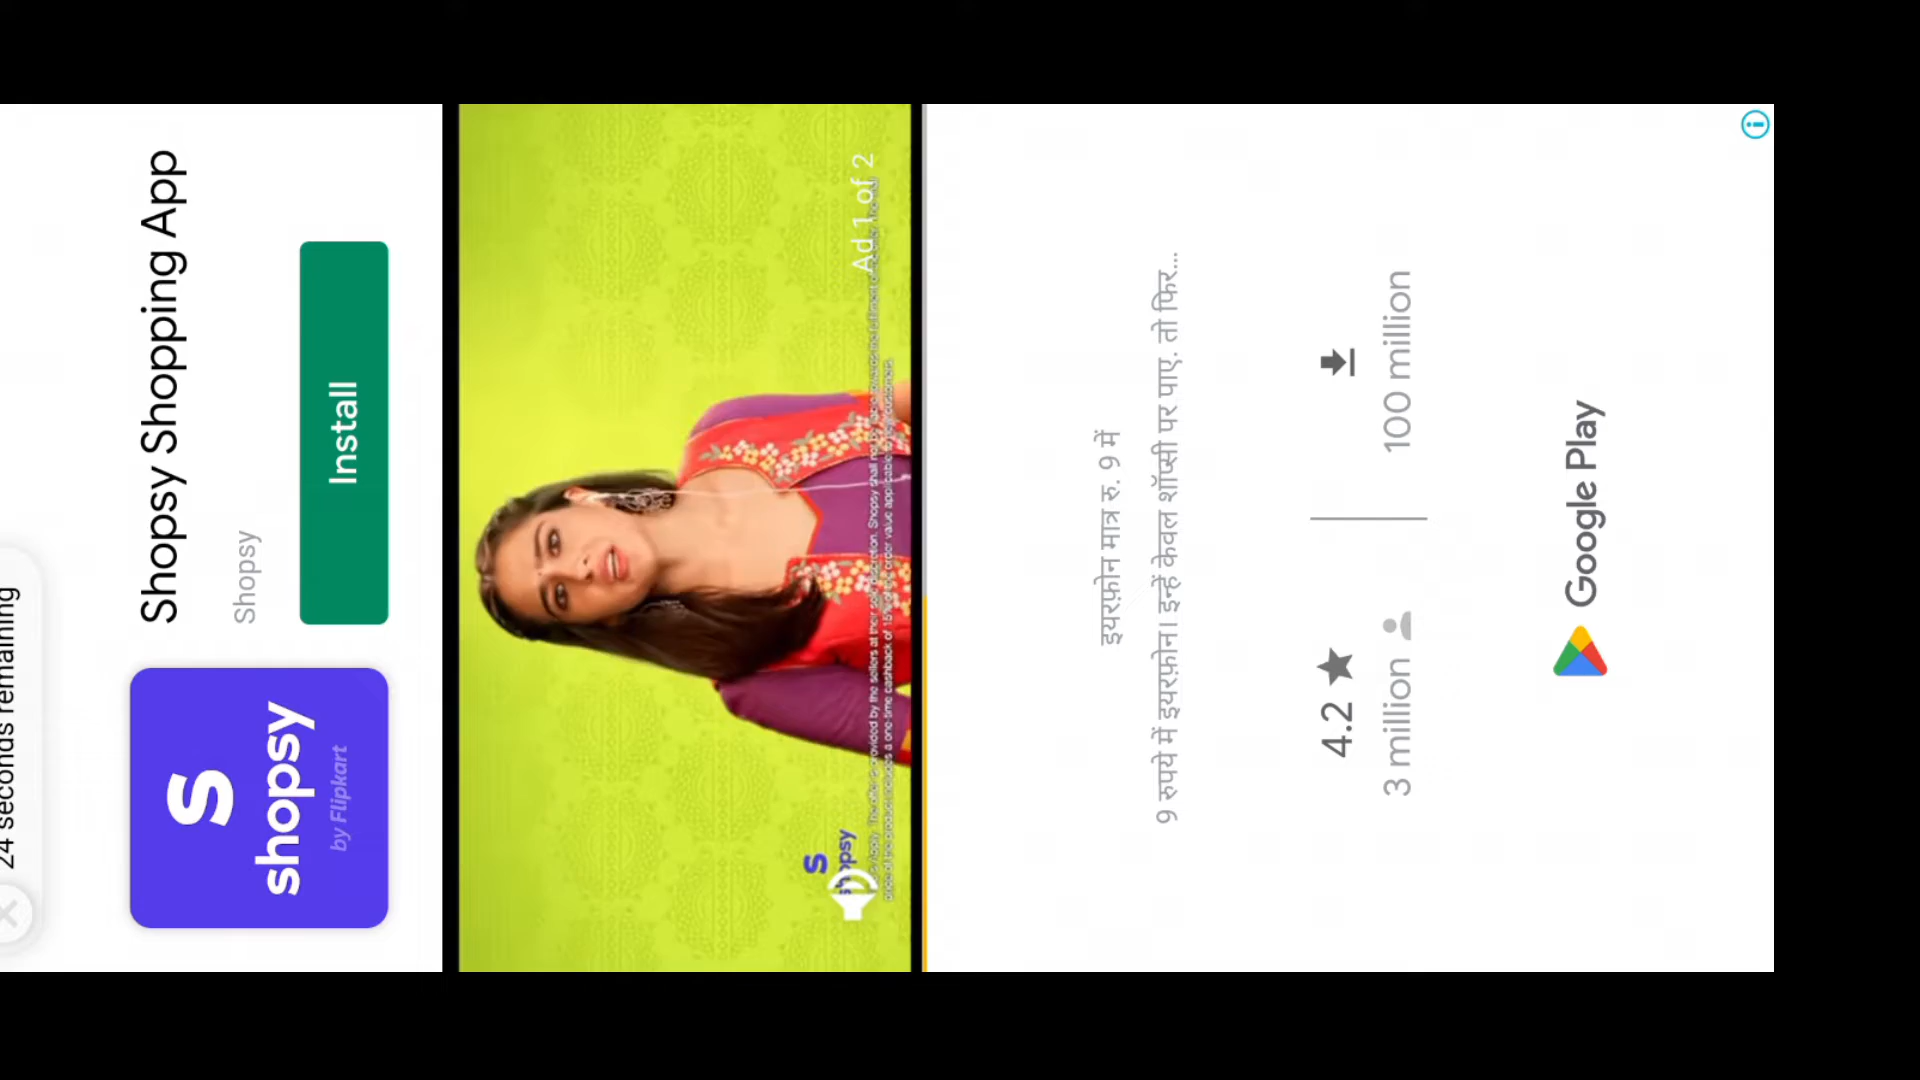 24 seconds remaining
Shopsy Shopping App
Shopsy
Install
S
shopsy
by Flipkart
Ad 1 of 2
S
shopsy
इयरफ़ोन मात्र रु. 9 में
9 रुपये में इयरफ़ोन। इन्हें केवल शॉप्सी पर पाए. तो फिर...
4.2
3 million
100 million
Google Play